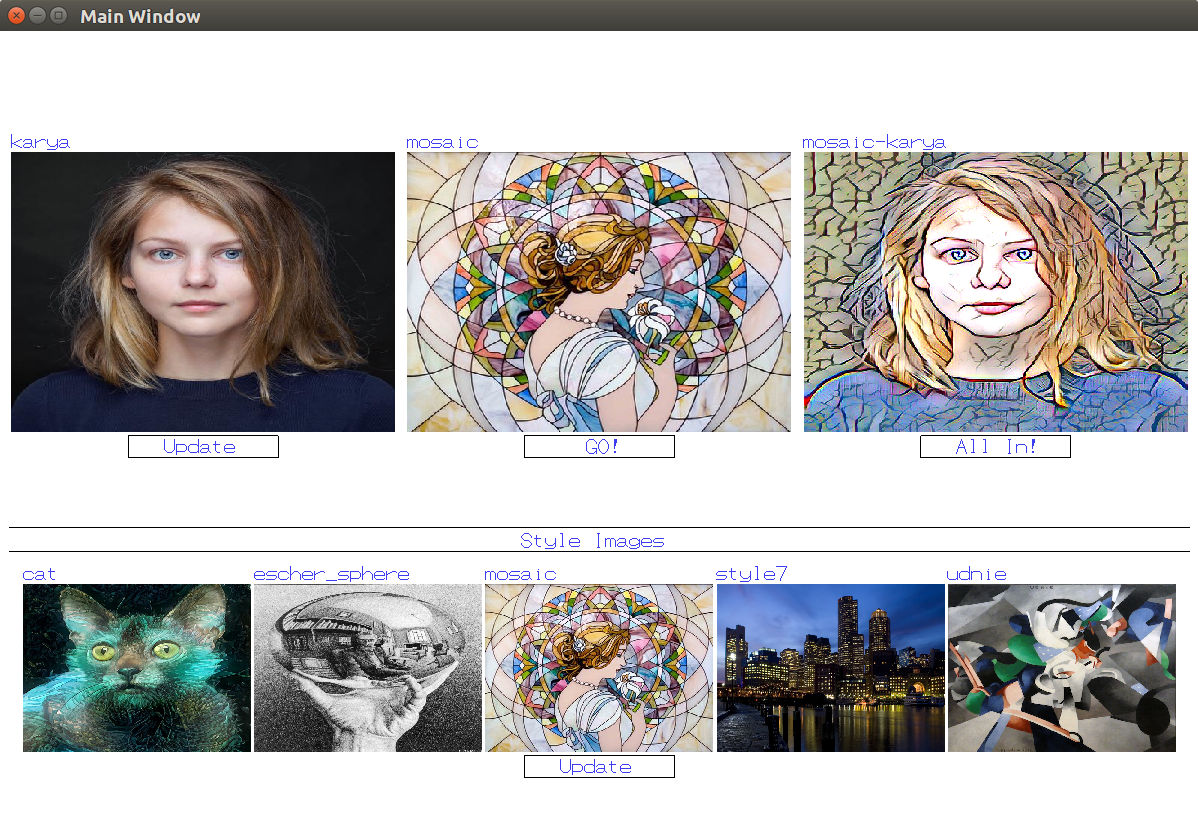 Main Window
karya
mosaic
mosaic-karya
Update
GO!
All In!
Style Images
cat
escher_sphere
mosaic
style7
udnie
Update